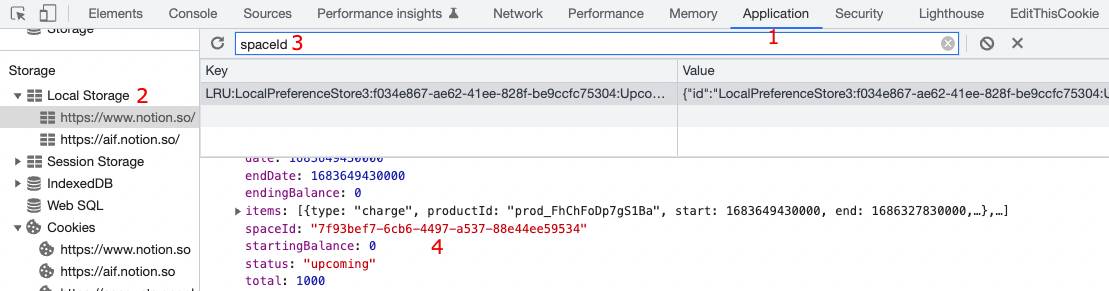 Elements Console Sources Performance insights Network Performance Memory Application Security Lighthouse EditThisCookie
1
Storage
spaceId 3
Storage
Key Value
Local Storage 2
LRU:LocalPreferenceStore3:f034e867-ae62-41ee-828f-be9ccfc75304:Upco... {"id":"LocalPreferenceStore3:f034e867-ae62-41ee-828f-be9ccfc75304:U
https://www.notion.so/
https://aif.notion.so/
Session Storage
IndexedDB
Web SQL
Cookies
https://www.notion.so
https://aif.notion.so
date: 1683649430000
endDate: 1683649430000
endingBalance: 0
items: [{type: "charge", productId: "prod_FhChFoDp7gS1Ba", start: 1683649430000, end: 1686327830000,…},…]
spaceId: "7f93bef7-6cb6-4497-a537-88e44ee59534"
startingBalance: 0
4
status: "upcoming"
total: 1000